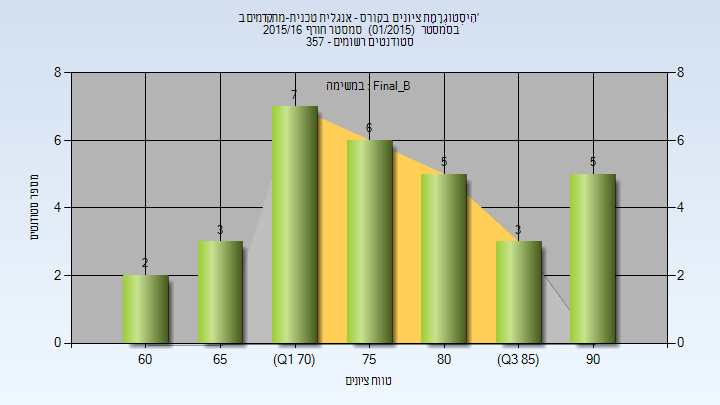 הִיסְטוֹגְרָמַת ציונים בקורס - אנגלית טכנית-מתקדמים ב'
בסמסטר (01/2015) סמסטר חורף 2015/16
סטודנטים רשומים - 357
במשימה : Final_B
8 8
7
6 6 6
5 5
מספר סטודנטים
4 4
3 3
2 2 2
0 0
60 65 (Q1 70) 75 80 (Q3 85) 90
טווח ציונים